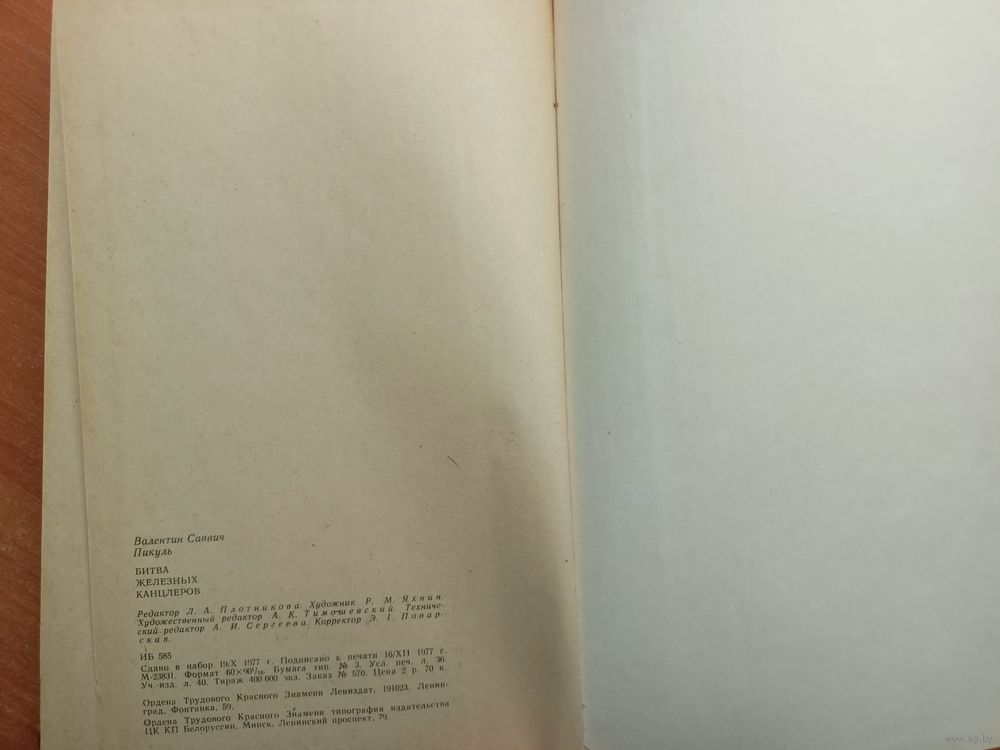 Валентин Саввич
Пикуль
БИТВА
ЖЕЛЕЗНЫХ
КАНЦЛЕРОВ
Редактор Л. А. Плотникова. Художник Р. М. Яхнин.
Художественный редактор А. К. Тимошевский. Техниче-
ский редактор А. И. Сергеева. Корректор Э. Г. Повар-
ская.
ИБ 585
Сдано в набор 19/X 1977 г. Подписано к печати 16/XII 1977 г.
М-23831. Формат 60×90¹/₁₆. Бумага тип. № 3. Усл. печ. л. 36.
Уч.-изд. л. 40. Тираж 400 000 экз. Заказ № 570. Цена 2 р. 70 к.
Ордена Трудового Красного Знамени Лениздат, 191023, Ленин-
град, Фонтанка, 59.
Ордена Трудового Красного Знамени типография издательства
ЦК КП Белоруссии, Минск, Ленинский проспект, 79.
www.ay.by